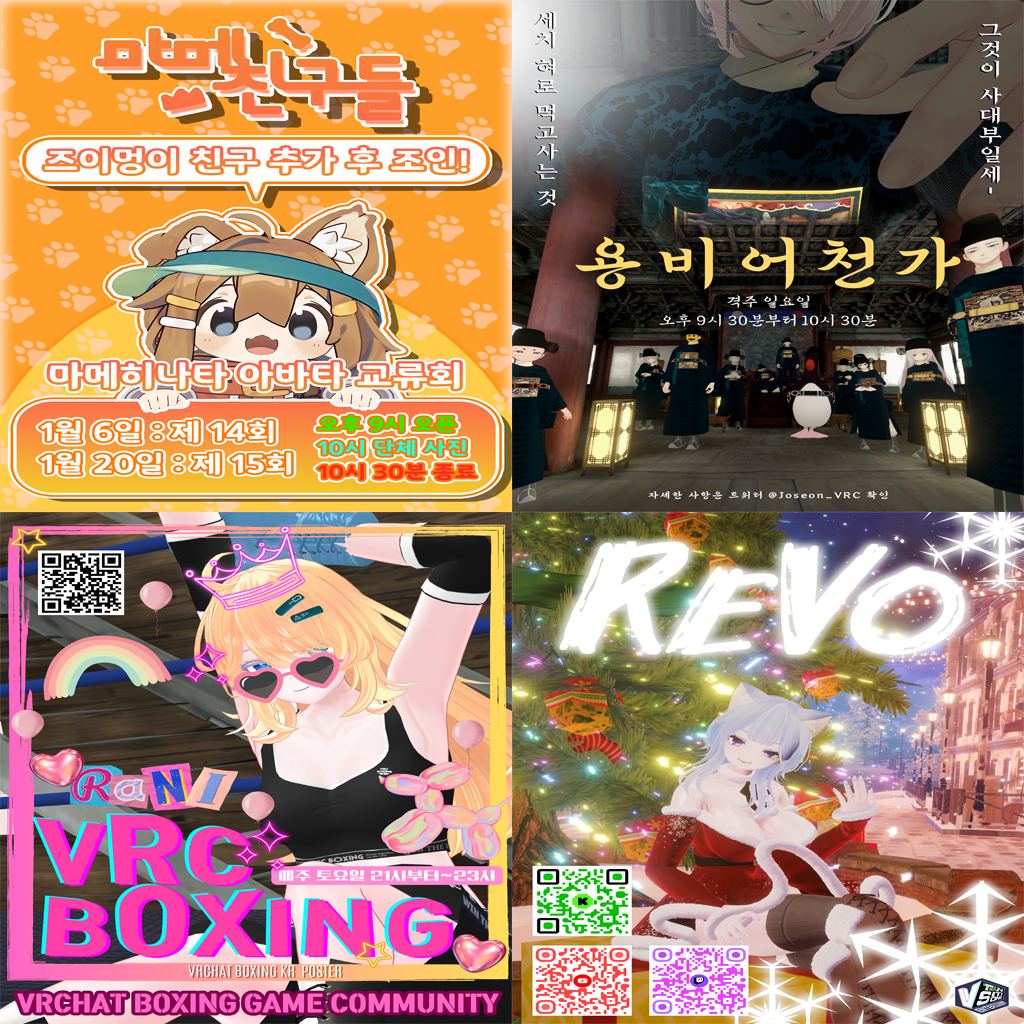 마메친구들
즈이멍이 친구 추가 후 조인!
마메히나타 아바타 교류회
1월 6일 : 제 14회
1월 20일 : 제 15회
오후 9시 오픈
10시 단체 사진
10시 30분 종료
그것이 사대부일세-
세치 혀로 먹고사는 것
용비어천가
격주 일요일
오후 9시 30분부터 10시 30분
자세한 사항은 트위터 @Joseon_VRC 확인
RaNI
VRC
매주 토요일 21시부터~23시
BOXING
VRCHAT BOXING KR POSTER
VRCHAT BOXING GAME COMMUNITY
REVO
K
VS